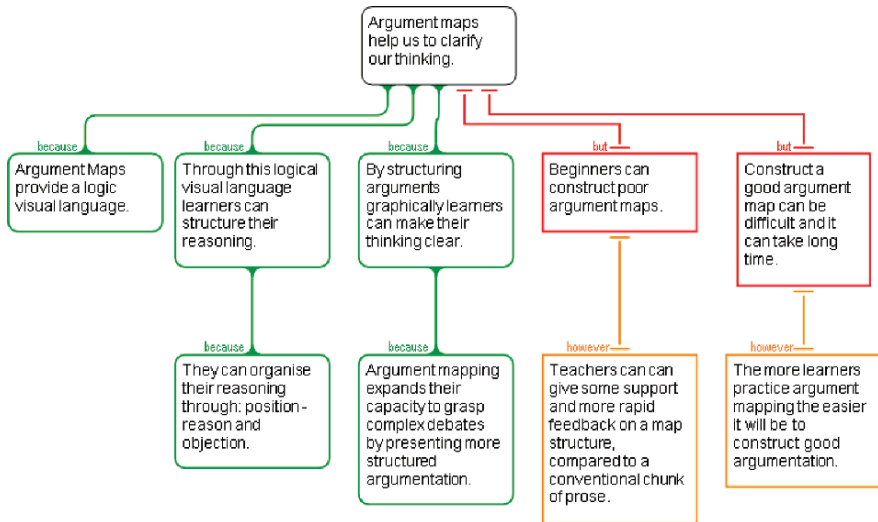 Argument maps
help us to clarify
our thinking.
because
Argument Maps
provide a logic
visual language.
because
Through this logical
visual language
learners can
structure their
reasoning.
because
By structuring
arguments
graphically learners
can make their
thinking clear.
but
Beginners can
construct poor
argument maps.
but
Construct a
good argument
map can be
difficult and it
can take long
time.
because
They can organise
their reasoning
through: position-
reason and
objection.
because
Argument mapping
expands their
capacity to grasp
complex debates
by presenting more
structured
argumentation.
however
Teachers can can
give some support
and more rapid
feedback on a map
structure,
compared to a
conventional chunk
of prose.
however
The more learners
practice argument
mapping the easier
it will be to
construct good
argumentation.